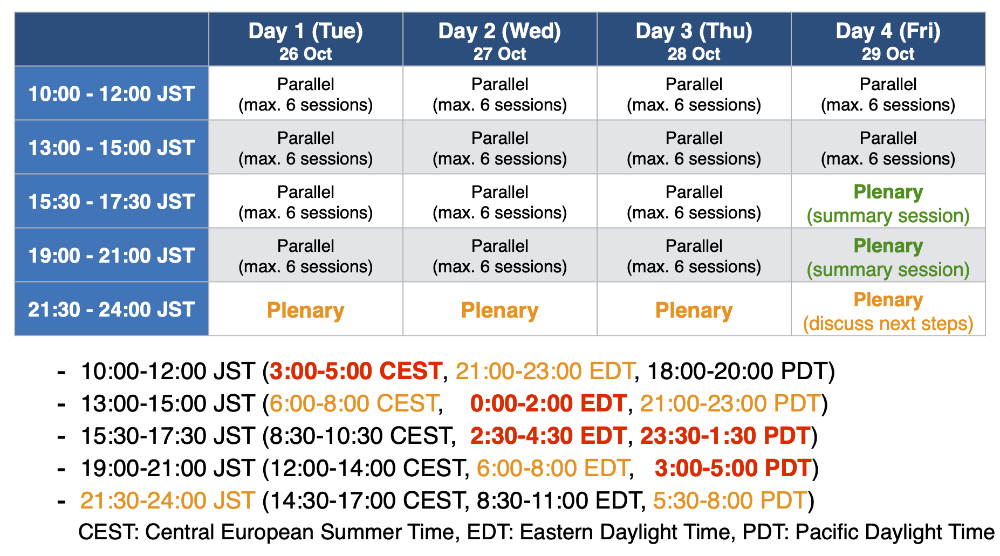 Day 1 (Tue) Day 2 (Wed) Day 3 (Thu) Day 4 (Fri)
26 Oct 27 Oct 28 Oct 29 Oct
10:00 - 12:00 JST Parallel Parallel Parallel Parallel
(max. 6 sessions) (max. 6 sessions) (max. 6 sessions) (max. 6 sessions)
13:00 - 15:00 JST Parallel Parallel Parallel Parallel
(max. 6 sessions) (max. 6 sessions) (max. 6 sessions) (max. 6 sessions)
15:30 - 17:30 JST Parallel Parallel Parallel Plenary
(max. 6 sessions) (max. 6 sessions) (max. 6 sessions) (summary session)
19:00 - 21:00 JST Parallel Parallel Parallel Plenary
(max. 6 sessions) (max. 6 sessions) (max. 6 sessions) (summary session)
21:30 - 24:00 JST Plenary Plenary Plenary Plenary
(discuss next steps)
- 10:00-12:00 JST (3:00-5:00 CEST, 21:00-23:00 EDT, 18:00-20:00 PDT)
- 13:00-15:00 JST (6:00-8:00 CEST, 0:00-2:00 EDT, 21:00-23:00 PDT)
- 15:30-17:30 JST (8:30-10:30 CEST, 2:30-4:30 EDT, 23:30-1:30 PDT)
- 19:00-21:00 JST (12:00-14:00 CEST, 6:00-8:00 EDT, 3:00-5:00 PDT)
- 21:30-24:00 JST (14:30-17:00 CEST, 8:30-11:00 EDT, 5:30-8:00 PDT)
CEST: Central European Summer Time, EDT: Eastern Daylight Time, PDT: Pacific Daylight Time